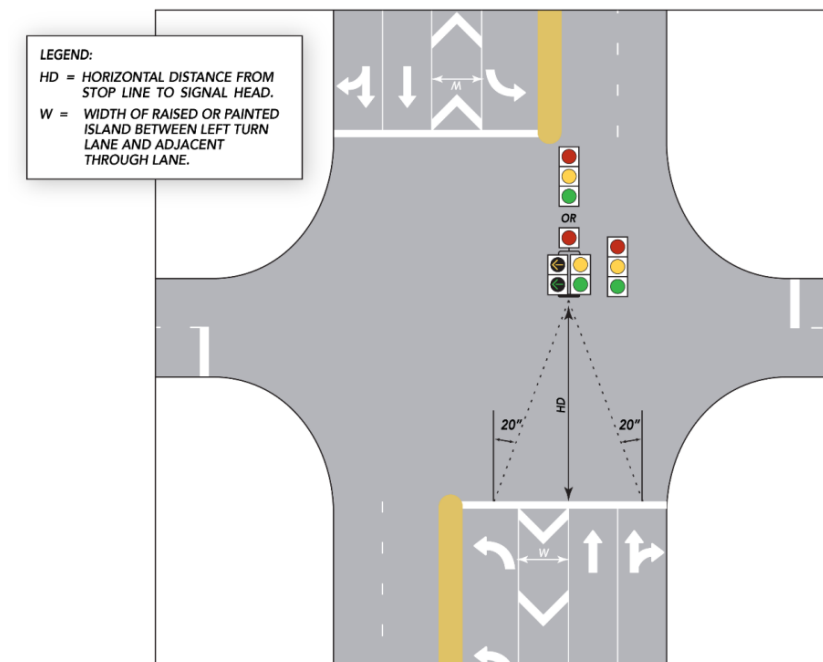 LEGEND:
HD = HORIZONTAL DISTANCE FROM
STOP LINE TO SIGNAL HEAD.
W = WIDTH OF RAISED OR PAINTED
ISLAND BETWEEN LEFT TURN
LANE AND ADJACENT
THROUGH LANE.
W
OR
HD
20"
20"
W